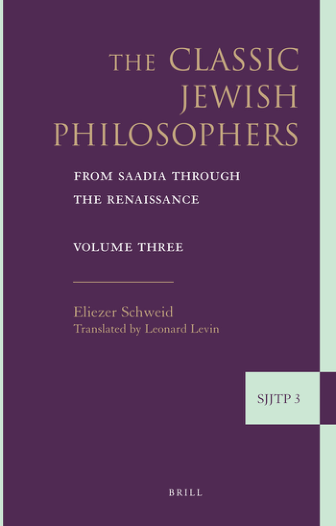 THE CLASSIC
JEWISH
PHILOSOPHERS
FROM SAADIA THROUGH
THE RENAISSANCE
VOLUME THREE
Eliezer Schweid
Translated by Leonard Levin
SJJTP 3
BRILL